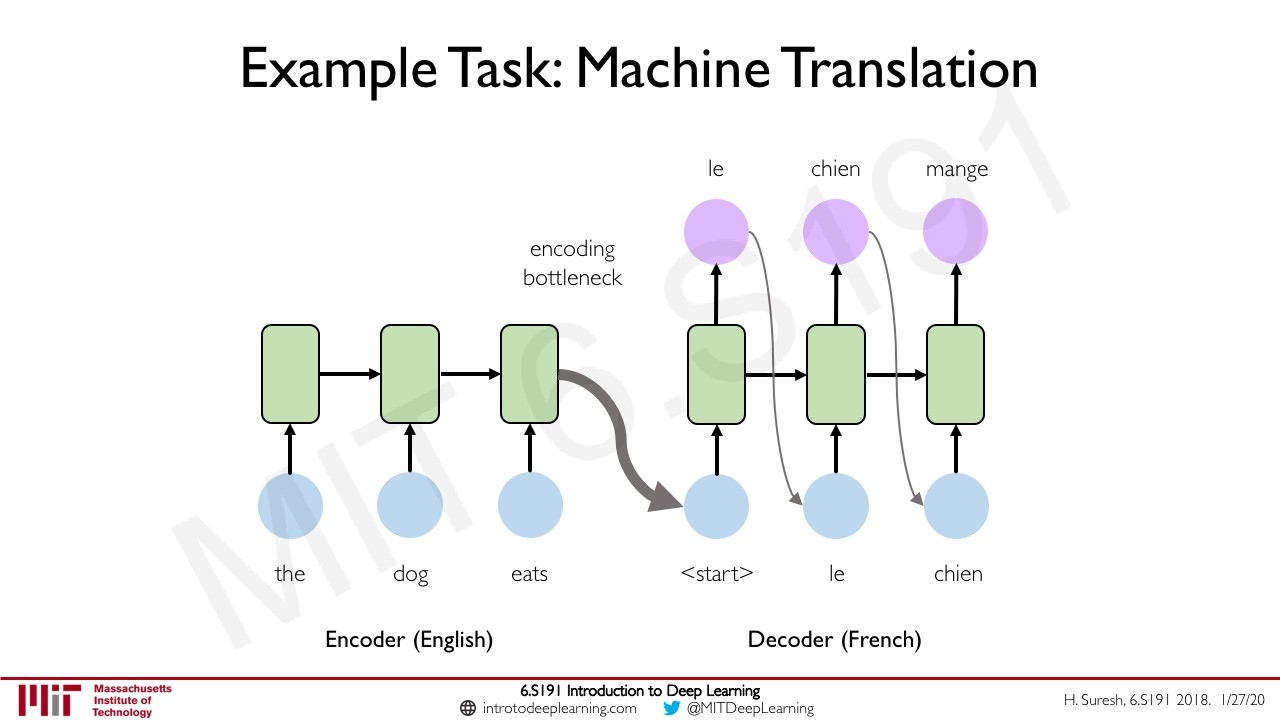 Example Task: Machine Translation
le chien mange
encoding
bottleneck
the dog eats <start> le chien
Encoder (English) Decoder (French)
MIT 6.S191
Massachusetts
Institute of
Technology
6.S191 Introduction to Deep Learning
introtodeeplearning.com @MITDeepLearning
H. Suresh, 6.S191 2018. 1/27/20